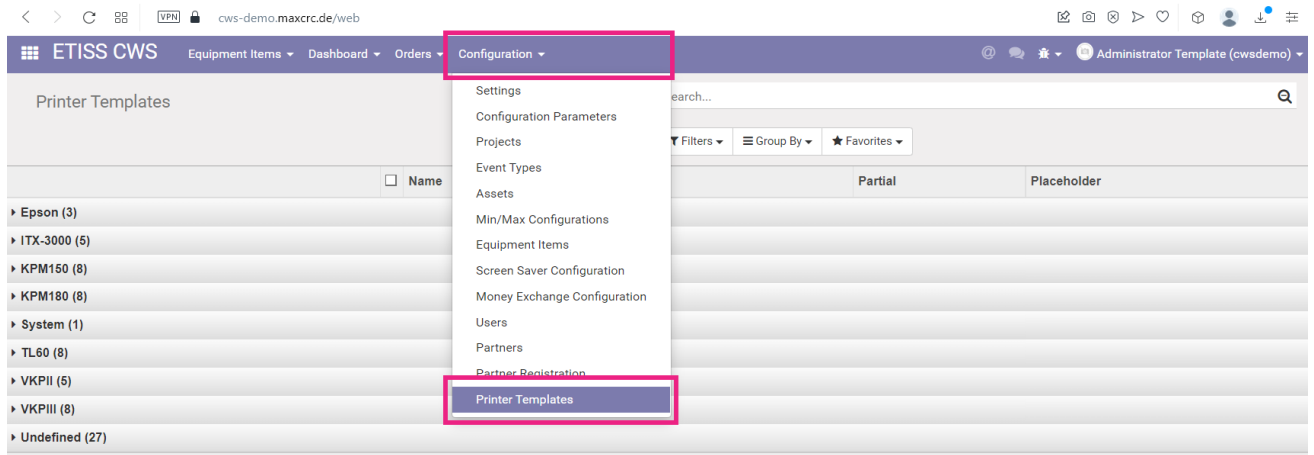 VPN cws-demo.maxcrc.de/web
ETISS CWS Equipment Items Dashboard Orders Configuration Administrator Template (cwsdemo)
Printer Templates
earch...
Filters Group By Favorites
Name Partial Placeholder
Epson (3)
ITX-3000 (5)
KPM150 (8)
KPM180 (8)
System (1)
TL60 (8)
VKPII (5)
VKPIII (8)
Undefined (27)
Settings
Configuration Parameters
Projects
Event Types
Assets
Min/Max Configurations
Equipment Items
Screen Saver Configuration
Money Exchange Configuration
Users
Partners
Partner Registration
Printer Templates